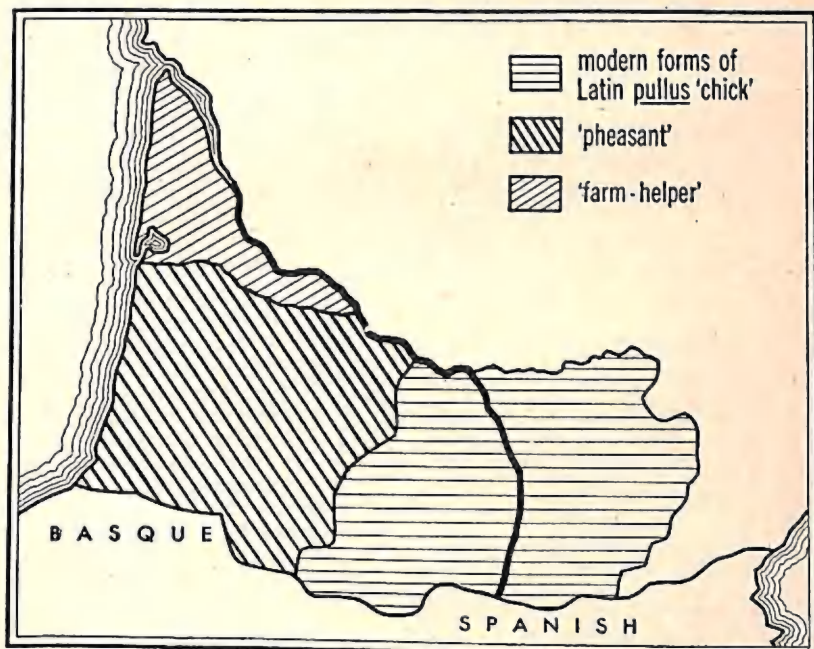 modern forms of
Latin pullus 'chick'
'pheasant'
'farm-helper'
BASQUE
SPANISH